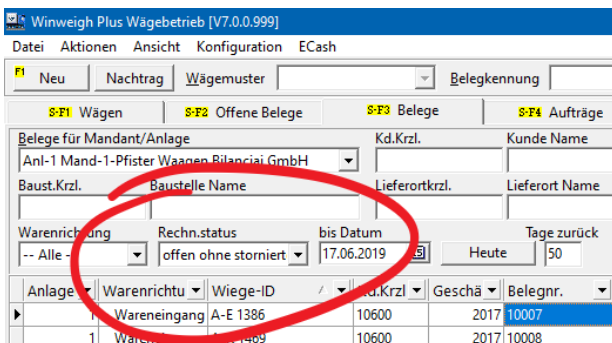 Winweigh Plus Wägebetrieb [V7.0.0.999]
Datei Aktionen Ansicht Konfiguration ECash
F1 Neu Nachtrag Wägemuster Belegkennung
S-F1 Wägen S-F2 Offene Belege S-F3 Belege S-F4 Aufträge
Belege für Mandant/Anlage Kd.Krzl. Kunde Name
Anl-1 Mand-1-Pfister Waagen Bilanciai GmbH
Baust.Krzl. Baustelle Name Lieferortkrzl. Lieferort Name
Rechn.status bis Datum Tage zurück
-- Alle - offen ohne storniert 17.06.2019 Heute 50
Anlage Warenrichtu Wiege-ID Kd.Krzl Geschä Belegnr.
1 Wareneingang A-E 1386 10600 2017 10007
1 10600 2017 10008